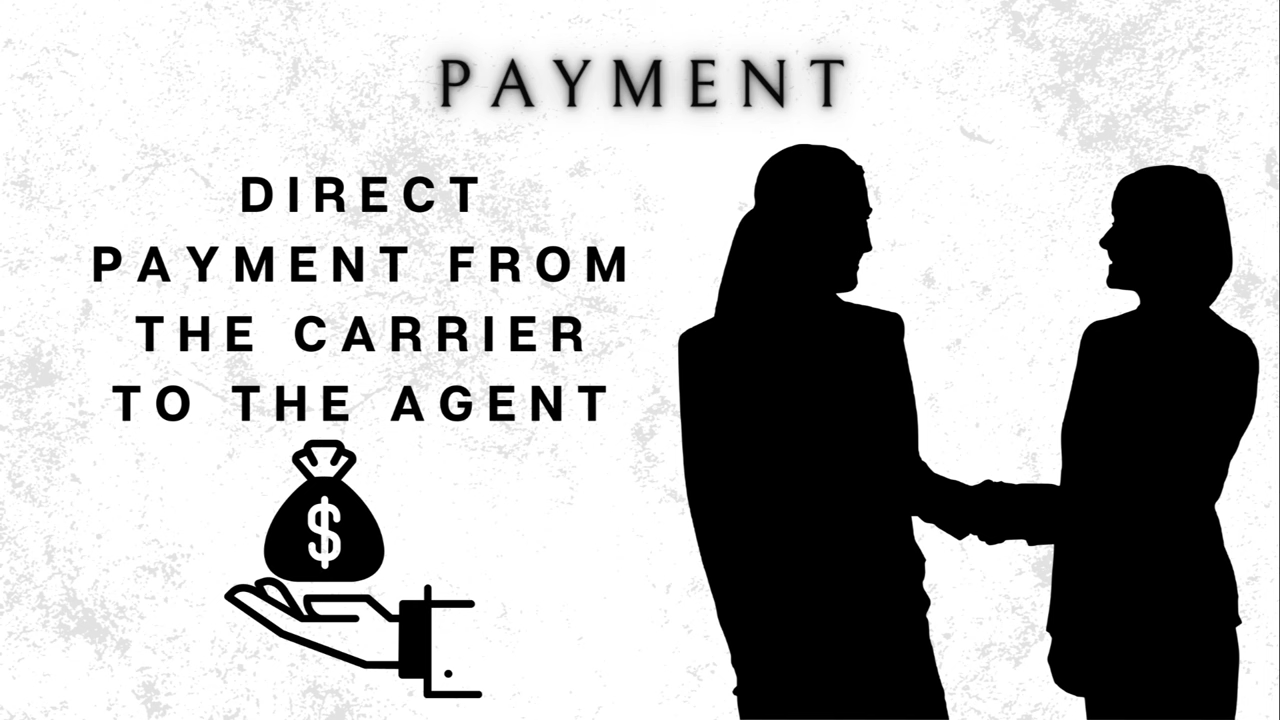 PAYMENT
DIRECT
PAYMENT FROM
THE CARRIER
TO THE AGENT
$